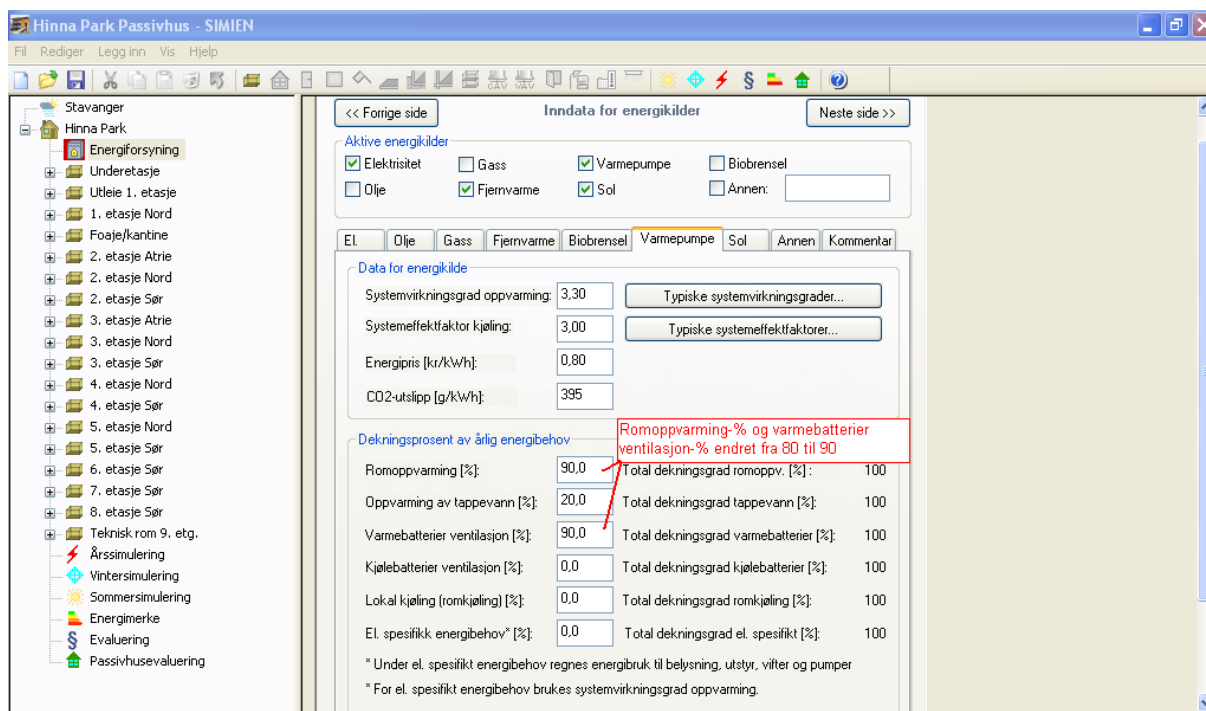 Hinna Park Passivhus - SIMIEN
Fil Rediger Legg inn Vis Hjelp
CAV VAV CAV VAV
Stavanger
Hinna Park
Energiforsyning
Underetasje
Utleie 1. etasje
1. etasje Nord
Foaje/kantine
2. etasje Atrie
2. etasje Nord
2. etasje Sør
3. etasje Atrie
3. etasje Nord
3. etasje Sør
4. etasje Nord
4. etasje Sør
5. etasje Nord
5. etasje Sør
6. etasje Sør
7. etasje Sør
8. etasje Sør
Teknisk rom 9. etg.
Årssimulering
Vintersimulering
Sommersimulering
Energimerke
§ Evaluering
Passivhusevaluering
<< Forrige side Inndata for energikilder Neste side >>
Aktive energikilder
Elektrisitet Gass Varmepumpe Biobrensel
Olje Fjernvarme Sol Annen:
El. Olje Gass Fjernvarme Biobrensel Varmepumpe Sol Annen Kommentar
Data for energikilde
Systemvirkningsgrad oppvarming: 3,30 Typiske systemvirkningsgrader...
Systemeffektfaktor kjøling: 3,00 Typiske systemeffektfaktorer...
Energipris [kr/kWh]: 0,80
CO2-utslipp [g/kWh]: 395
Romoppvarming-% og varmebatterier
ventilasjon-% endret fra 80 til 90
Dekningsprosent av årlig energibehov
Romoppvarming [%]: 90,0 Total dekningsgrad romoppv. [%] : 100
Oppvarming av tappevann [%]: 20,0 Total dekningsgrad tappevann [%]: 100
Varmebatterier ventilasjon [%]: 90,0 Total dekningsgrad varmebatterier [%]: 100
Kjølebatterier ventilasjon [%]: 0,0 Total dekningsgrad kjølebatterier [%]: 100
Lokal kjøling (romkjøling) [%]: 0,0 Total dekningsgrad romkjøling [%]: 100
El. spesifikk energibehov* [%]: 0,0 Total dekningsgrad el. spesifikt [%]: 100
* Under el. spesifikt energibehov regnes energibruk til belysning, utstyr, vifter og pumper
* For el. spesifikt energibehov brukes systemvirkningsgrad oppvarming.